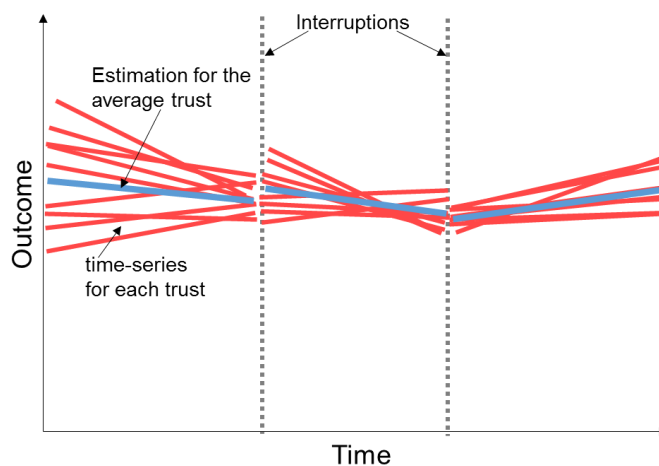 Interruptions
Estimation for the
average trust
Outcome
time-series
for each trust
Time